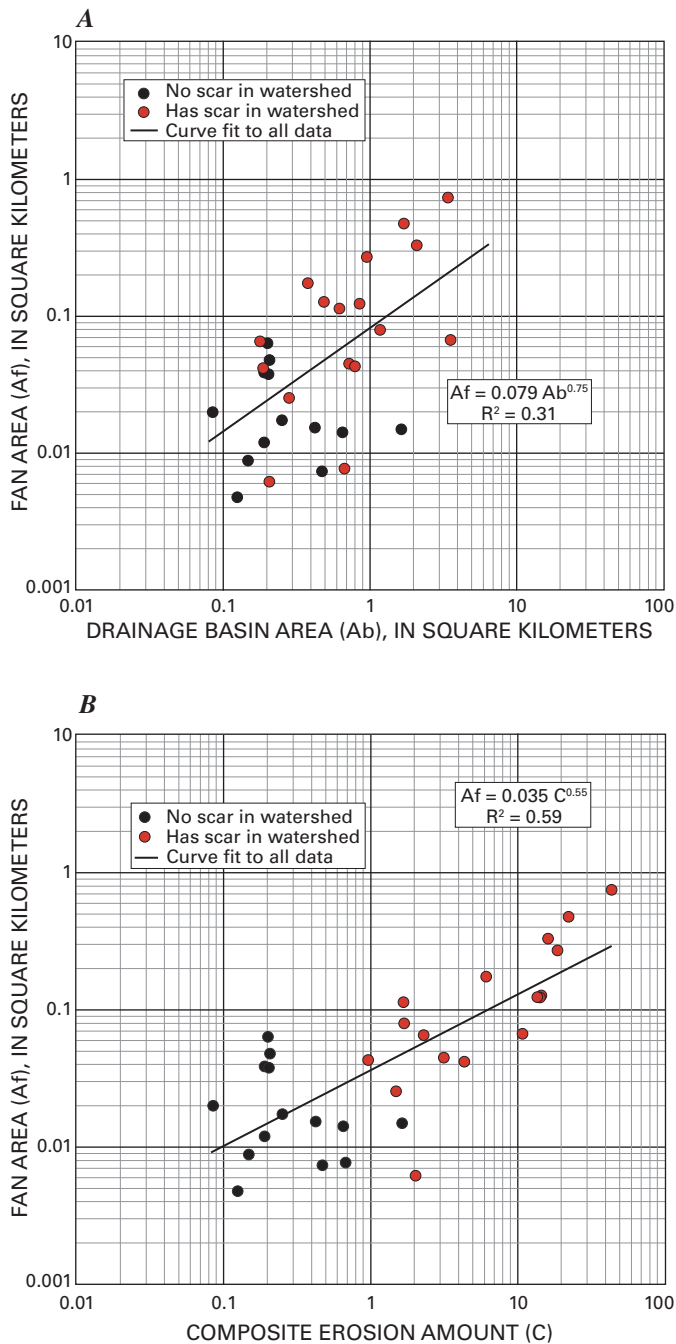 A
10
1
0.1
0.01
0.001
FAN AREA (Af), IN SQUARE KILOMETERS
No scar in watershed
Has scar in watershed
Curve fit to all data
Af = 0.079 Ab^0.75
R² = 0.31
0.01 0.1 1 10 100
DRAINAGE BASIN AREA (Ab), IN SQUARE KILOMETERS
B
10
1
0.1
0.01
0.001
FAN AREA (Af), IN SQUARE KILOMETERS
Af = 0.035 C^0.55
R² = 0.59
No scar in watershed
Has scar in watershed
Curve fit to all data
0.01 0.1 1 10 100
COMPOSITE EROSION AMOUNT (C)